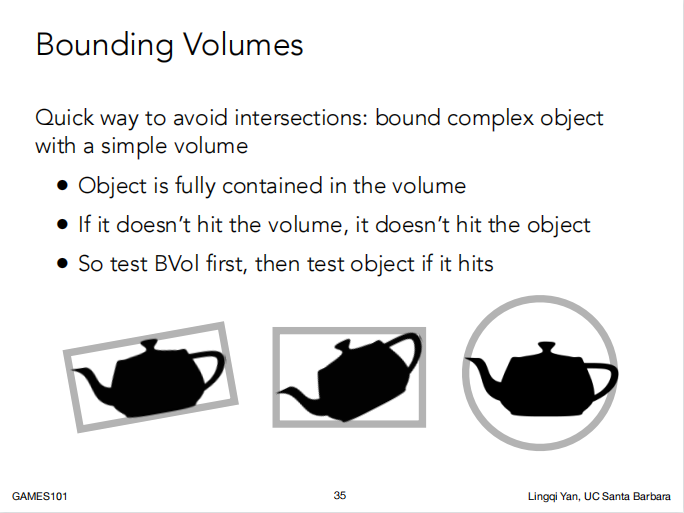 Bounding Volumes
Quick way to avoid intersections: bound complex object
with a simple volume
● Object is fully contained in the volume
● If it doesn’t hit the volume, it doesn’t hit the object
● So test BVol first, then test object if it hits
GAMES101
35
Lingqi Yan, UC Santa Barbara